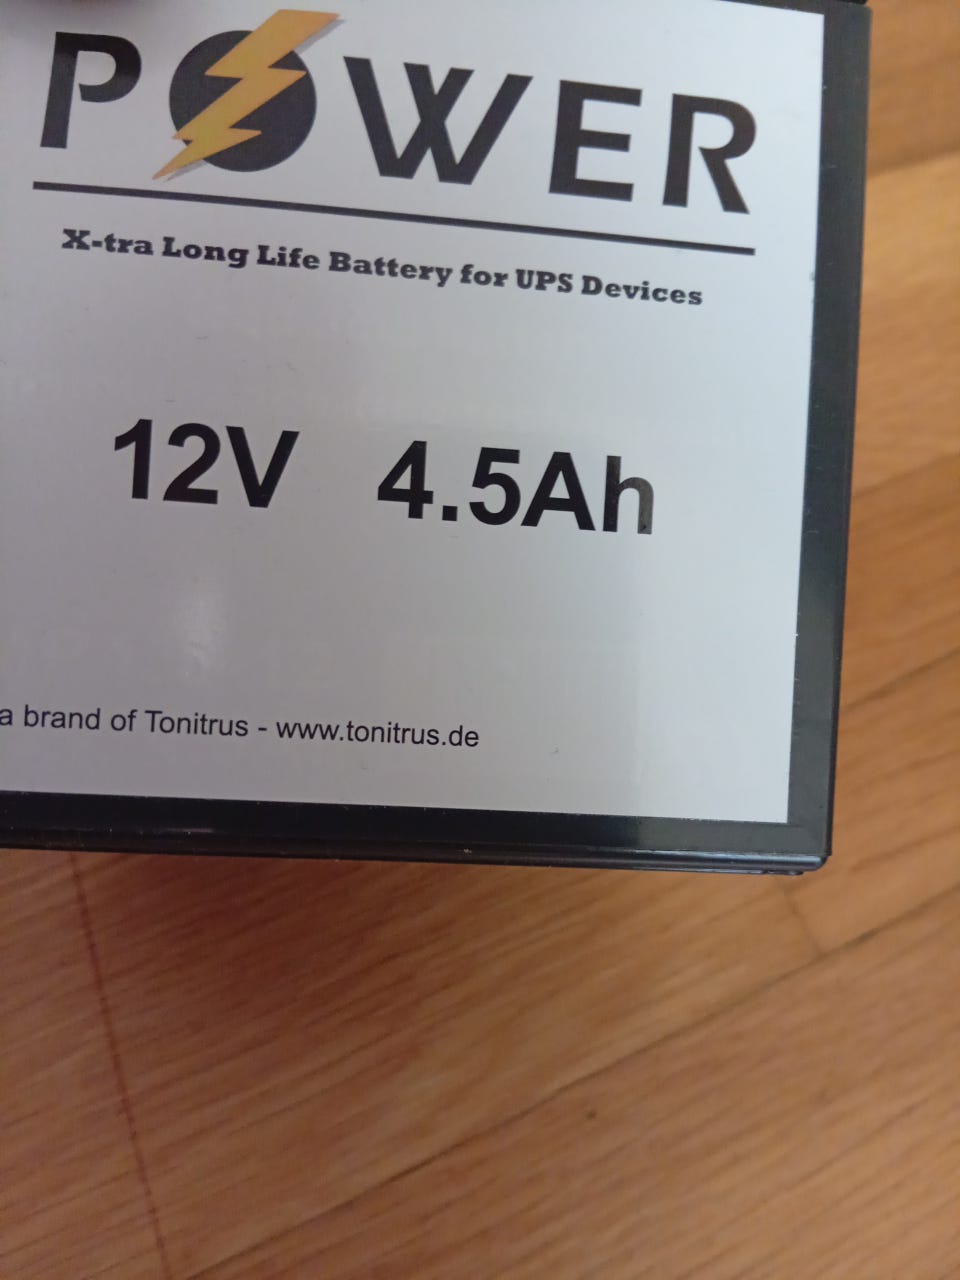 POWER
X-tra Long Life Battery for UPS Devices
12V 4.5Ah
a brand of Tonitrus - www.tonitrus.de